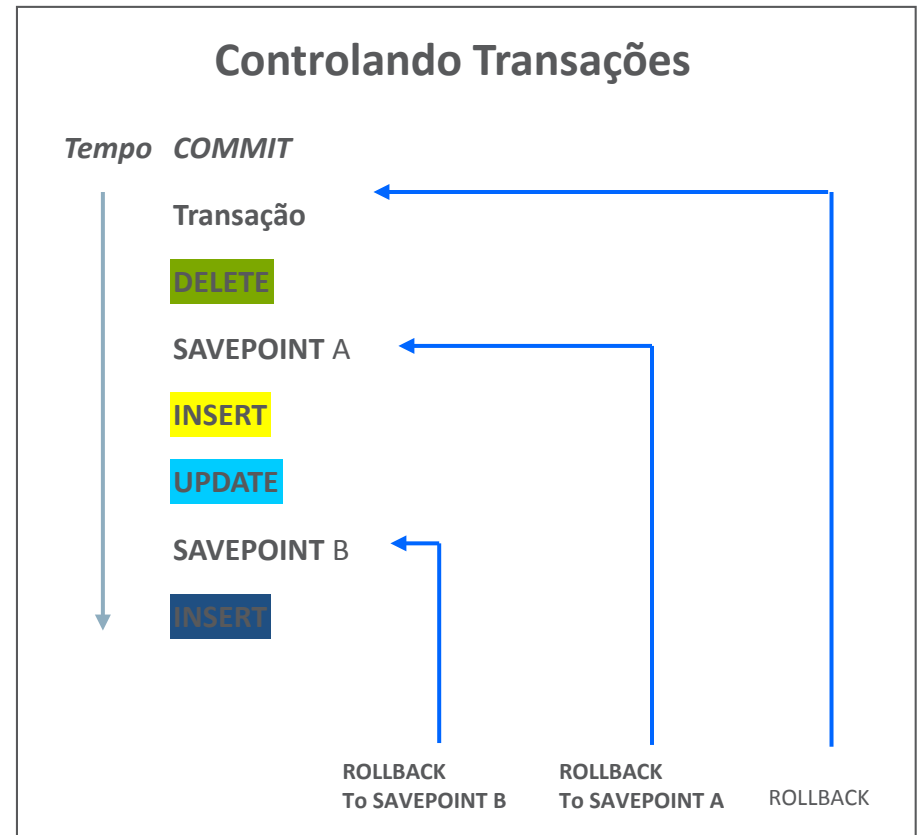 Controlando Transações
Tempo COMMIT
Transação
DELETE
SAVEPOINT A
INSERT
UPDATE
SAVEPOINT B
INSERT
ROLLBACK
To SAVEPOINT B
ROLLBACK
To SAVEPOINT A
ROLLBACK